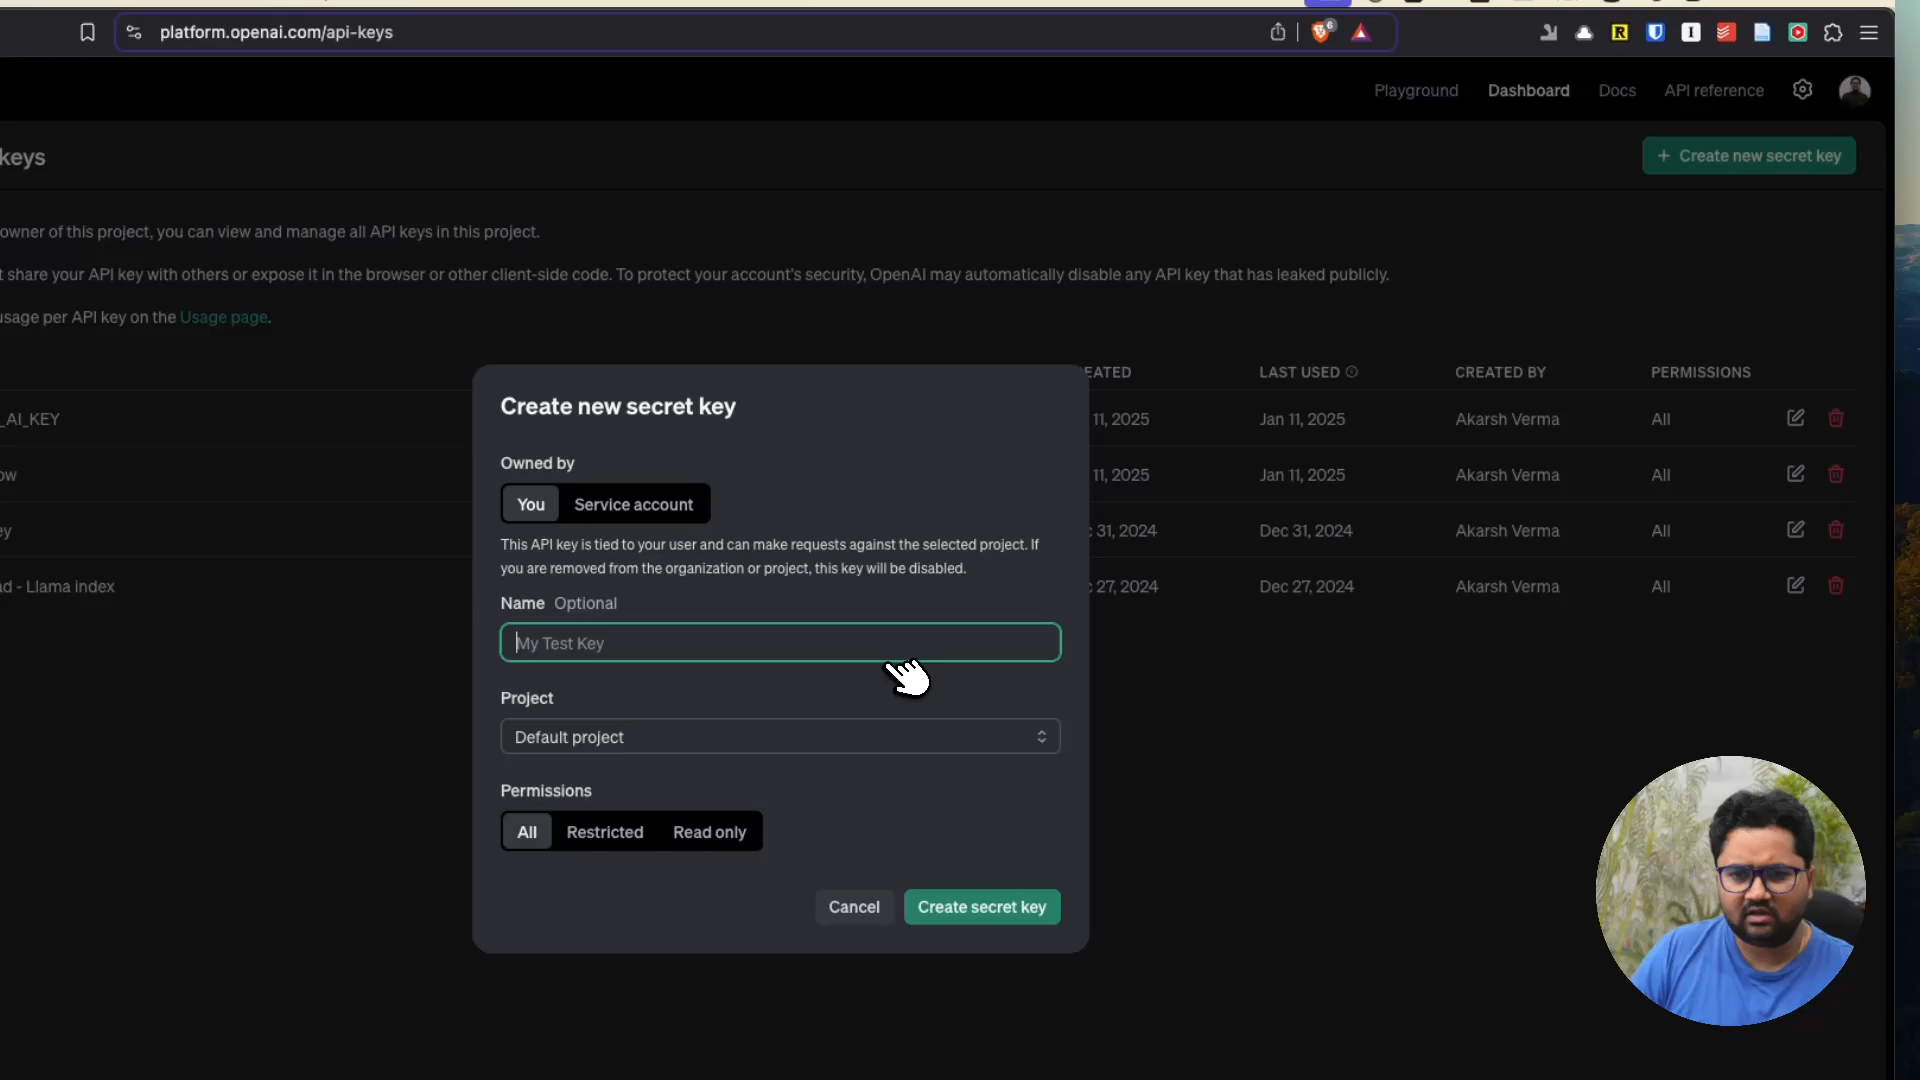 platform.openai.com/api-keys
6
R
I
Playground Dashboard Docs API reference
keys
+ Create new secret key
owner of this project, you can view and manage all API keys in this project.
t share your API key with others or expose it in the browser or other client-side code. To protect your account's security, OpenAI may automatically disable any API key that has leaked publicly.
usage per API key on the Usage page.
EATED LAST USED CREATED BY PERMISSIONS
_AI_KEY 11, 2025 Jan 11, 2025 Akarsh Verma All
ow 11, 2025 Jan 11, 2025 Akarsh Verma All
ey 31, 2024 Dec 31, 2024 Akarsh Verma All
ad - Llama index 27, 2024 Dec 27, 2024 Akarsh Verma All
Create new secret key
Owned by
You Service account
This API key is tied to your user and can make requests against the selected project. If
you are removed from the organization or project, this key will be disabled.
Name Optional
My Test Key
Project
Default project
Permissions
All Restricted Read only
Cancel Create secret key